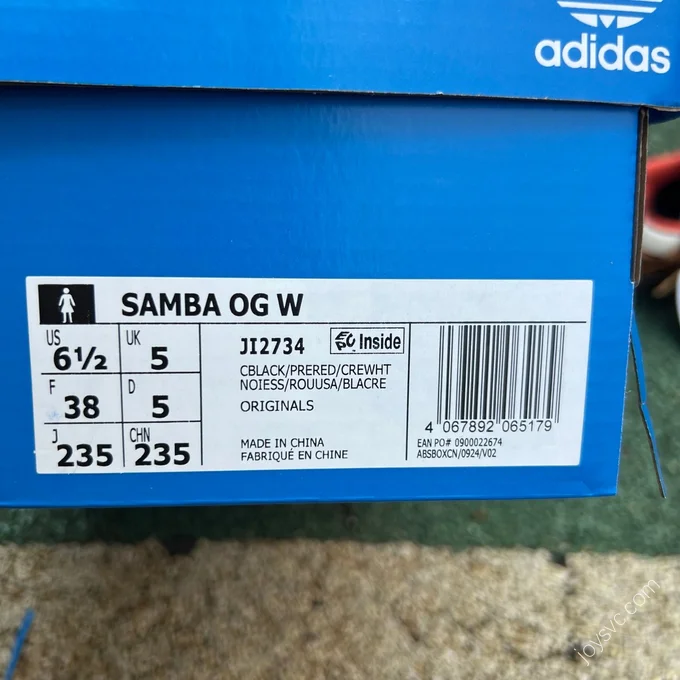 adidas
SAMBA OG W
US 6½ UK 5
F 38 D 5
J 235 CHN 235
JI2734 EPC Inside
CBLACK/PRERED/CREWHT
NOIESS/ROUUSA/BLACRE
ORIGINALS
MADE IN CHINA
FABRIQUÉ EN CHINE
4 067892 065179
EAN PO# 0900022674
ABSBOXCN/0924/V02
joysvc.com